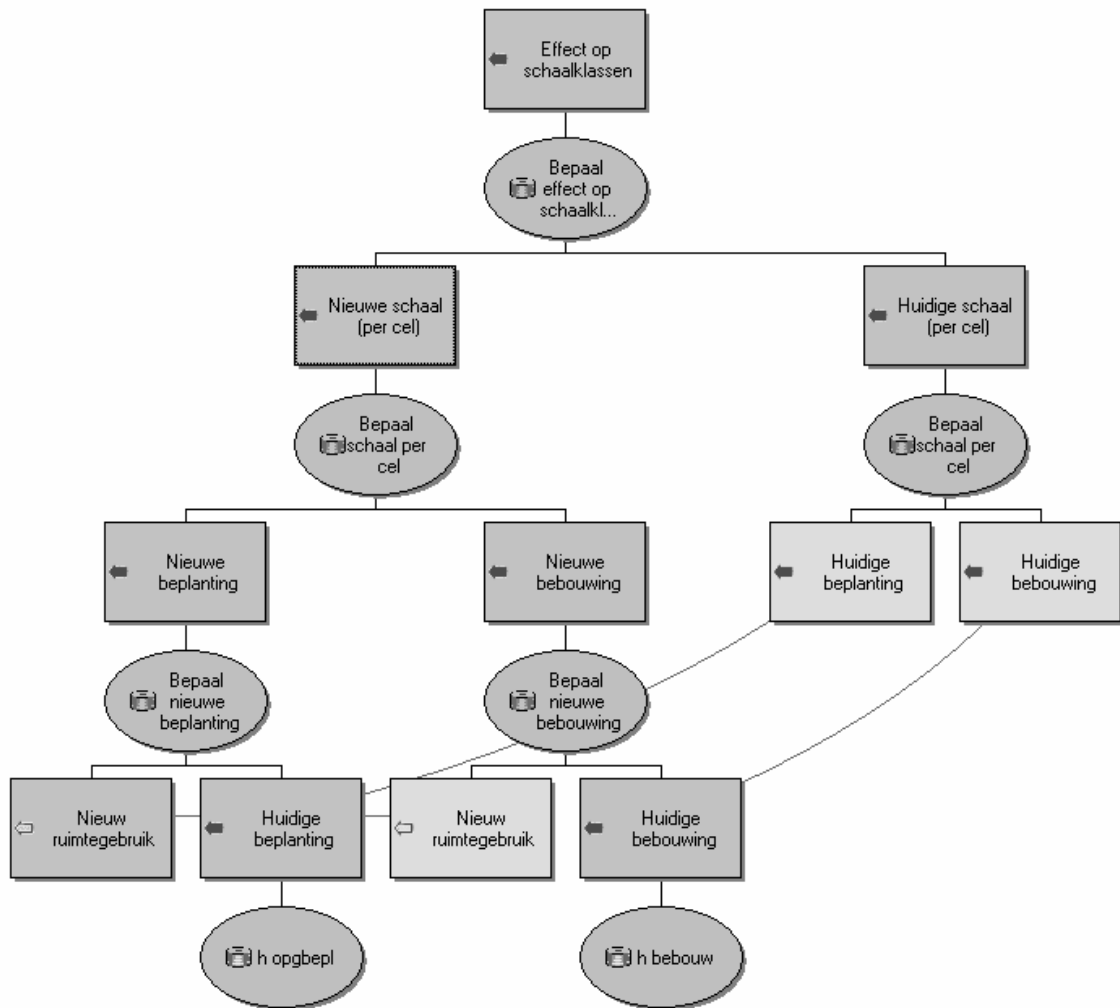 Effect op
schaalklassen
Bepaal
effect op
schaalkl...
Nieuwe schaal
(per cel)
Huidige schaal
(per cel)
Bepaal
schaal per
cel
Bepaal
schaal per
cel
Nieuwe
beplanting
Nieuwe
bebouwing
Huidige
beplanting
Huidige
bebouwing
Bepaal
nieuwe
beplanting
Bepaal
nieuwe
bebouwing
Nieuw
ruimtegebruik
Huidige
beplanting
Nieuw
ruimtegebruik
Huidige
bebouwing
h opgbepl
h bebouw